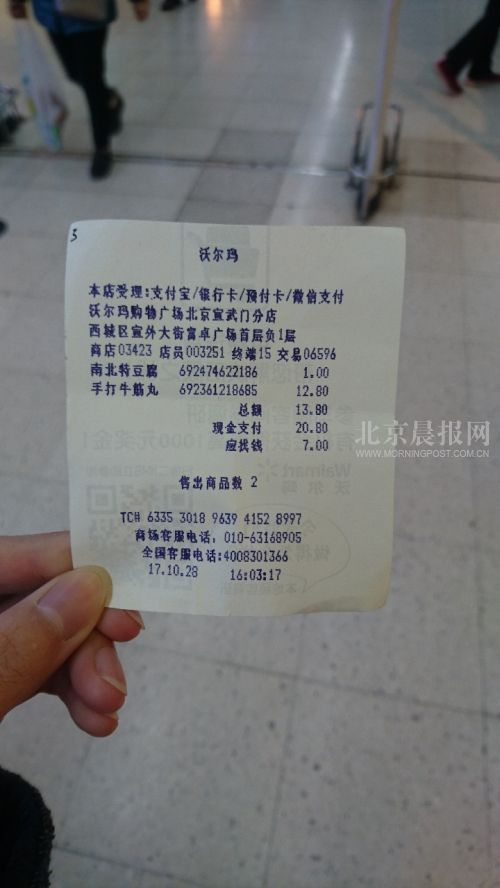 沃尔玛
本店受理:支付宝/银行卡/预付卡/微信支付
沃尔玛购物广场北京宣武门分店
西城区宣外大街富卓广场首层负1层
商店03423 店员003251 终端15 交易06596
南北特豆腐 692474622186 1.00
手打牛筋丸 692361218685 12.80
总额 13.80
现金支付 20.80
应找钱 7.00
售出商品数 2
TC# 6335 3018 9639 4152 8997
商场客服电话: 010-63168905
全国客服电话:4008301366
17.10.28 16:03:17
北京晨报网
WWW.MORNINGPOST.COM.CN